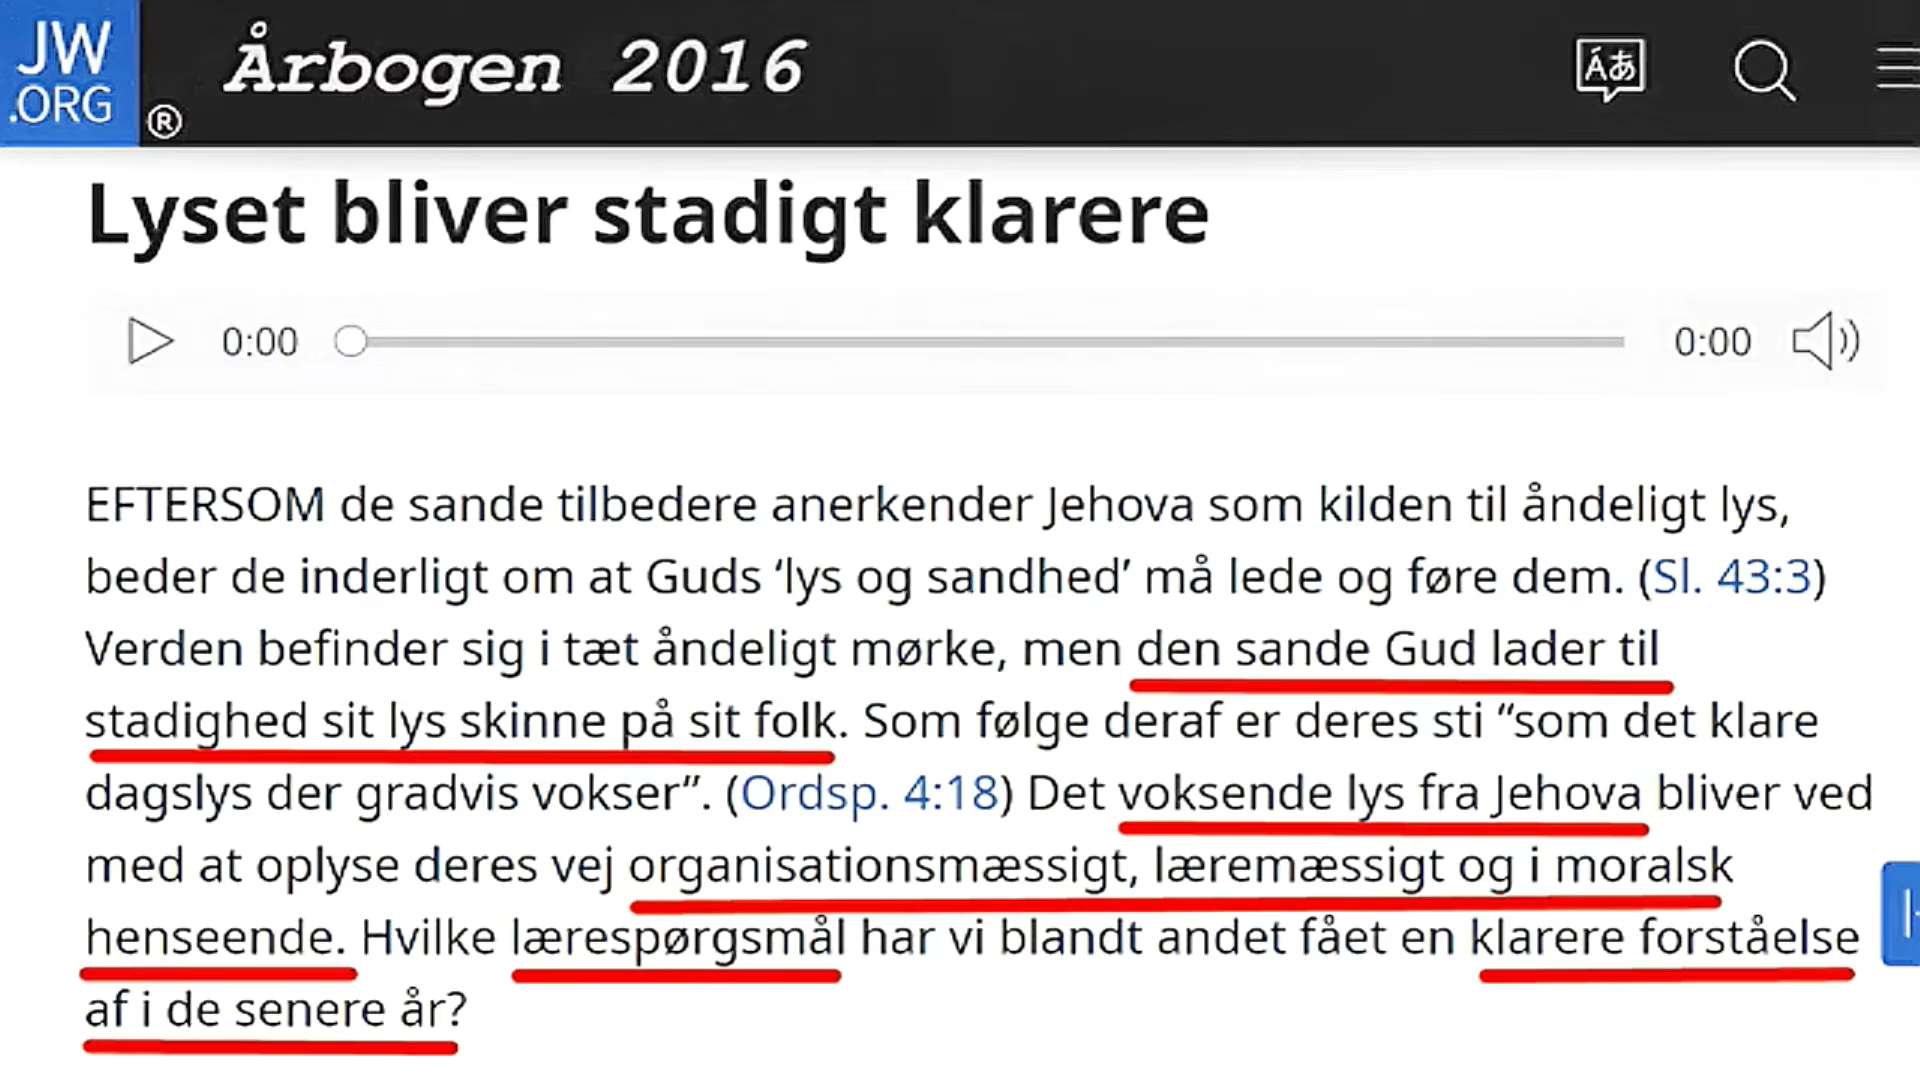 JW
.ORG
®
Årbogen 2016
Áあ
Lyset bliver stadigt klarere
0:00
0:00
EFTERSOM de sande tilbedere anerkender Jehova som kilden til åndeligt lys,
beder de inderligt om at Guds ‘lys og sandhed’ må lede og føre dem. (Sl. 43:3)
Verden befinder sig i tæt åndeligt mørke, men den sande Gud lader til
stadighed sit lys skinne på sit folk. Som følge deraf er deres sti “som det klare
dagslys der gradvis vokser”. (Ordsp. 4:18) Det voksende lys fra Jehova bliver ved
med at oplyse deres vej organisationsmæssigt, læremæssigt og i moralsk
henseende. Hvilke lærespørgsmål har vi blandt andet fået en klarere forståelse
af i de senere år?